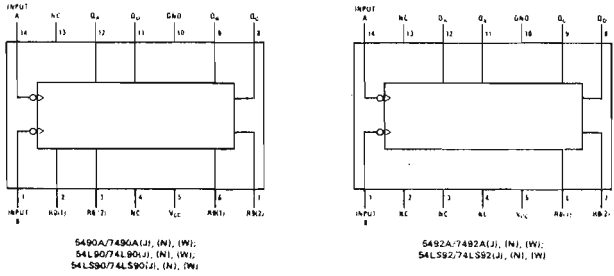 INPUT
A NC QA QD GND QB QC
14 13 12 11 10 9 8
1 2 3 4 5 6 7
INPUT R0(1) R0(2) NC VCC R9(1) R9(2)
B
5490A/7490A(J), (N), (W);
54L90/74L90(J), (N), (W);
54LS90/74LS90(J), (N), (W)
INPUT
A NC QA QB GND QC QD
14 13 12 11 10 9 8
1 2 3 4 5 6 7
INPUT NC NC NC VCC R0(1) R0(2)
B
5492A/7492A(J), (N), (W);
54LS92/74LS92(J), (N), (W)